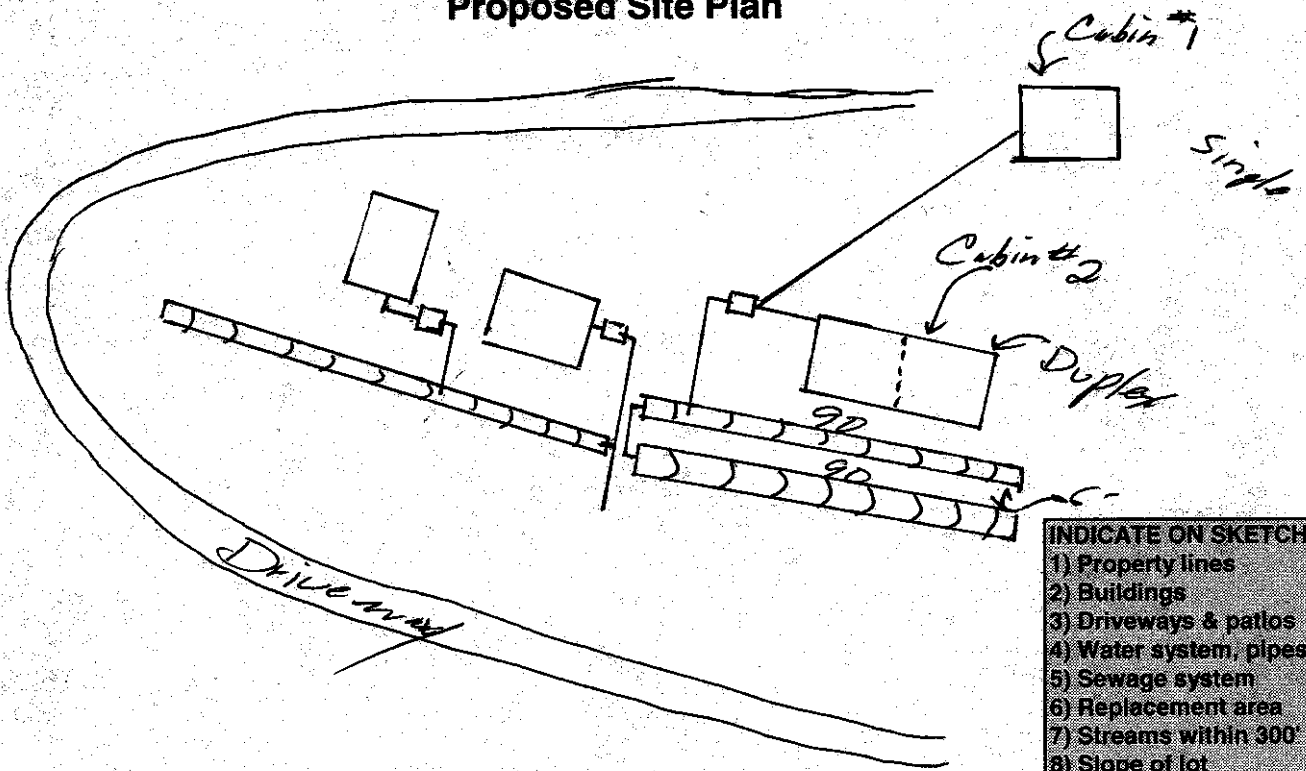 Proposed Site Plan
Cabin #1
Single
Cabin #2
Duplex
90
90
Driveway
INDICATE ON SKETCH
1) Property lines
2) Buildings
3) Driveways & patios
4) Water system, pipes
5) Sewage system
6) Replacement area
7) Streams within 300'
8) Slope of lot